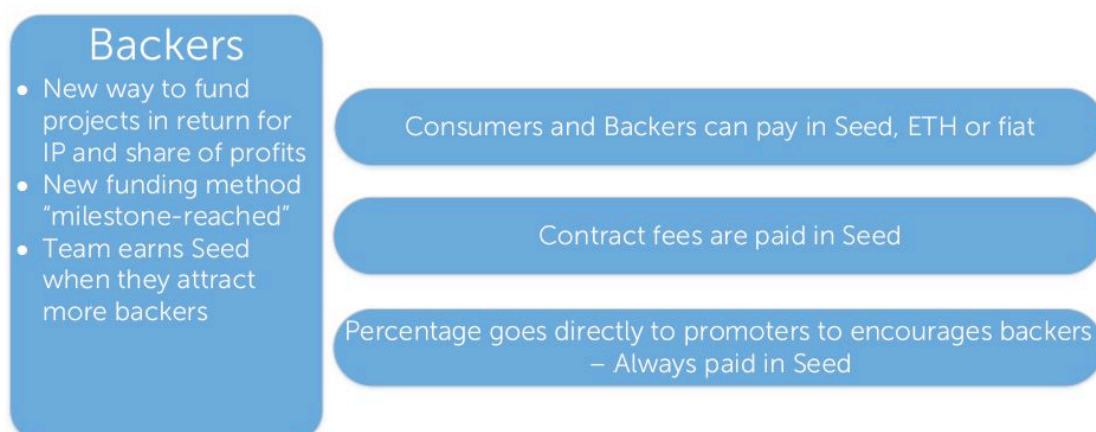 Backers
• New way to fund
projects in return for
IP and share of profits
• New funding method
“milestone-reached”
• Team earns Seed
when they attract
more backers
Consumers and Backers can pay in Seed, ETH or fiat
Contract fees are paid in Seed
Percentage goes directly to promoters to encourages backers
– Always paid in Seed